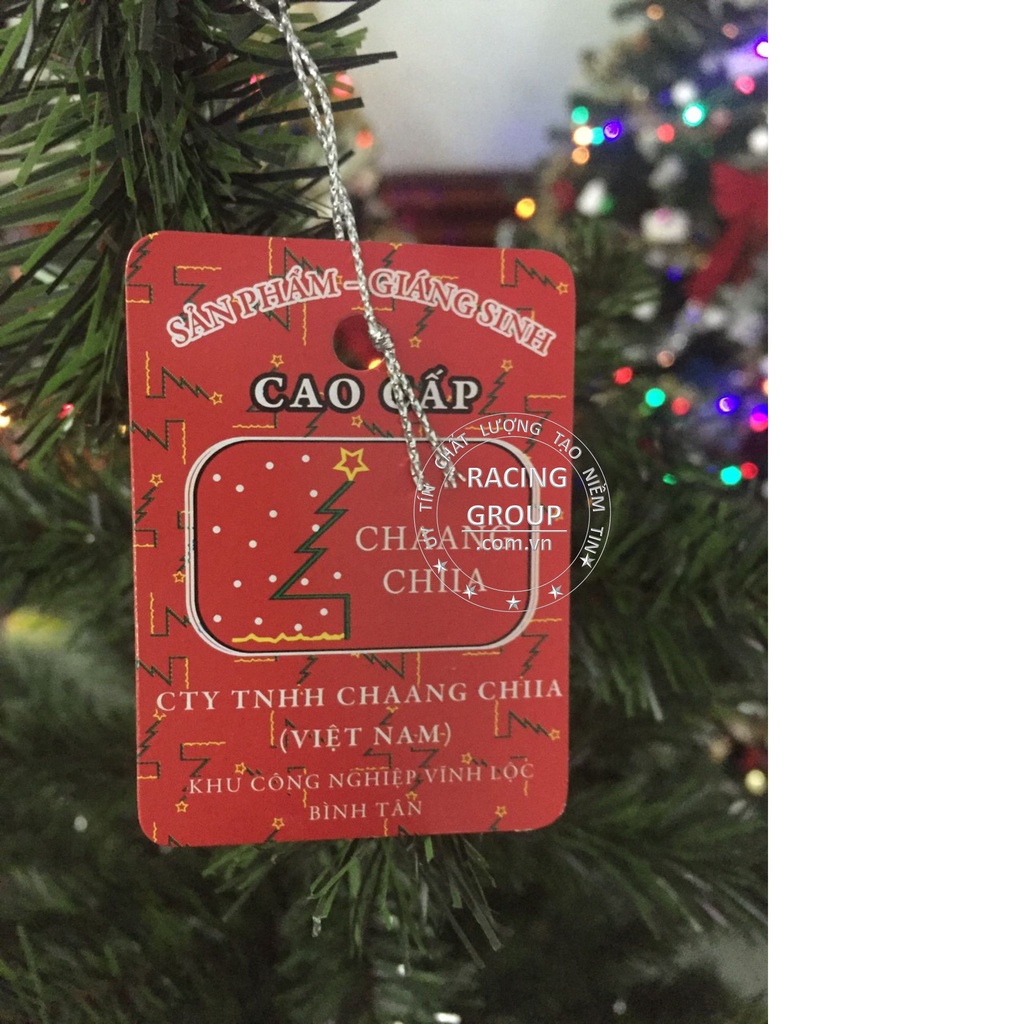 SẢN PHẨM - GIÁNG SINH
CAO CẤP
CHAANG
CHIIA
UY TÍN CHẤT LƯỢNG TẠO NIỀM TIN
RACING
GROUP
.com.vn
CTY TNHH CHAANG CHIIA
(VIỆT NAM)
KHU CÔNG NGHIỆP VĨNH LỘC
BÌNH TÂN